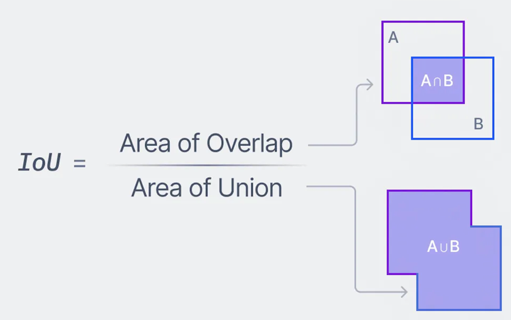 IoU =
Area of Overlap
Area of Union
A
A∩B
B
A∪B